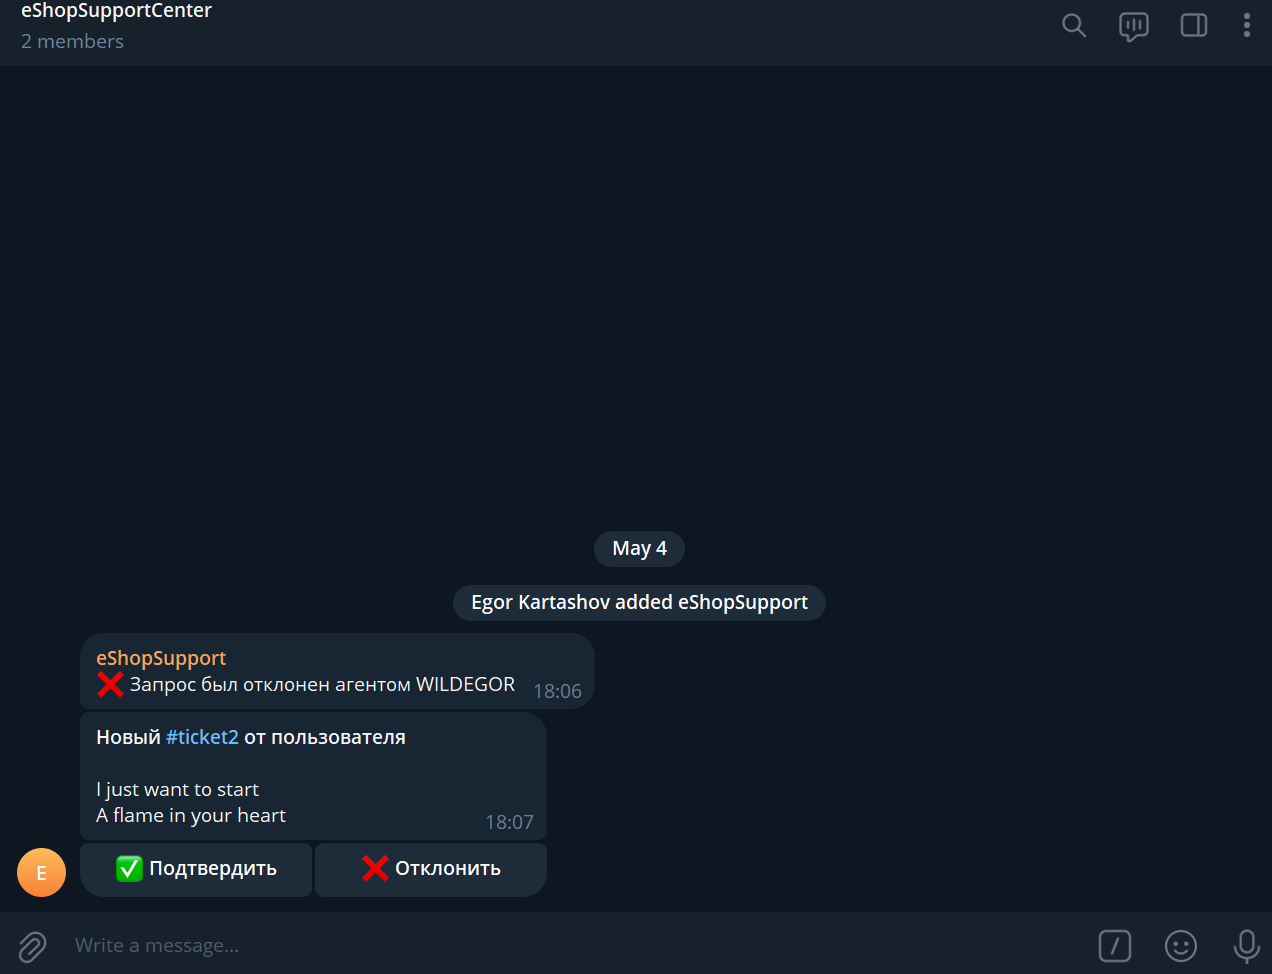 eShopSupportCenter
2 members
May 4
Egor Kartashov added eShopSupport
eShopSupport
❌ Запрос был отклонен агентом WILDEGOR 18:06
Новый #ticket2 от пользователя
I just want to start
A flame in your heart
18:07
E
✅ Подтвердить
❌ Отклонить
Write a message...